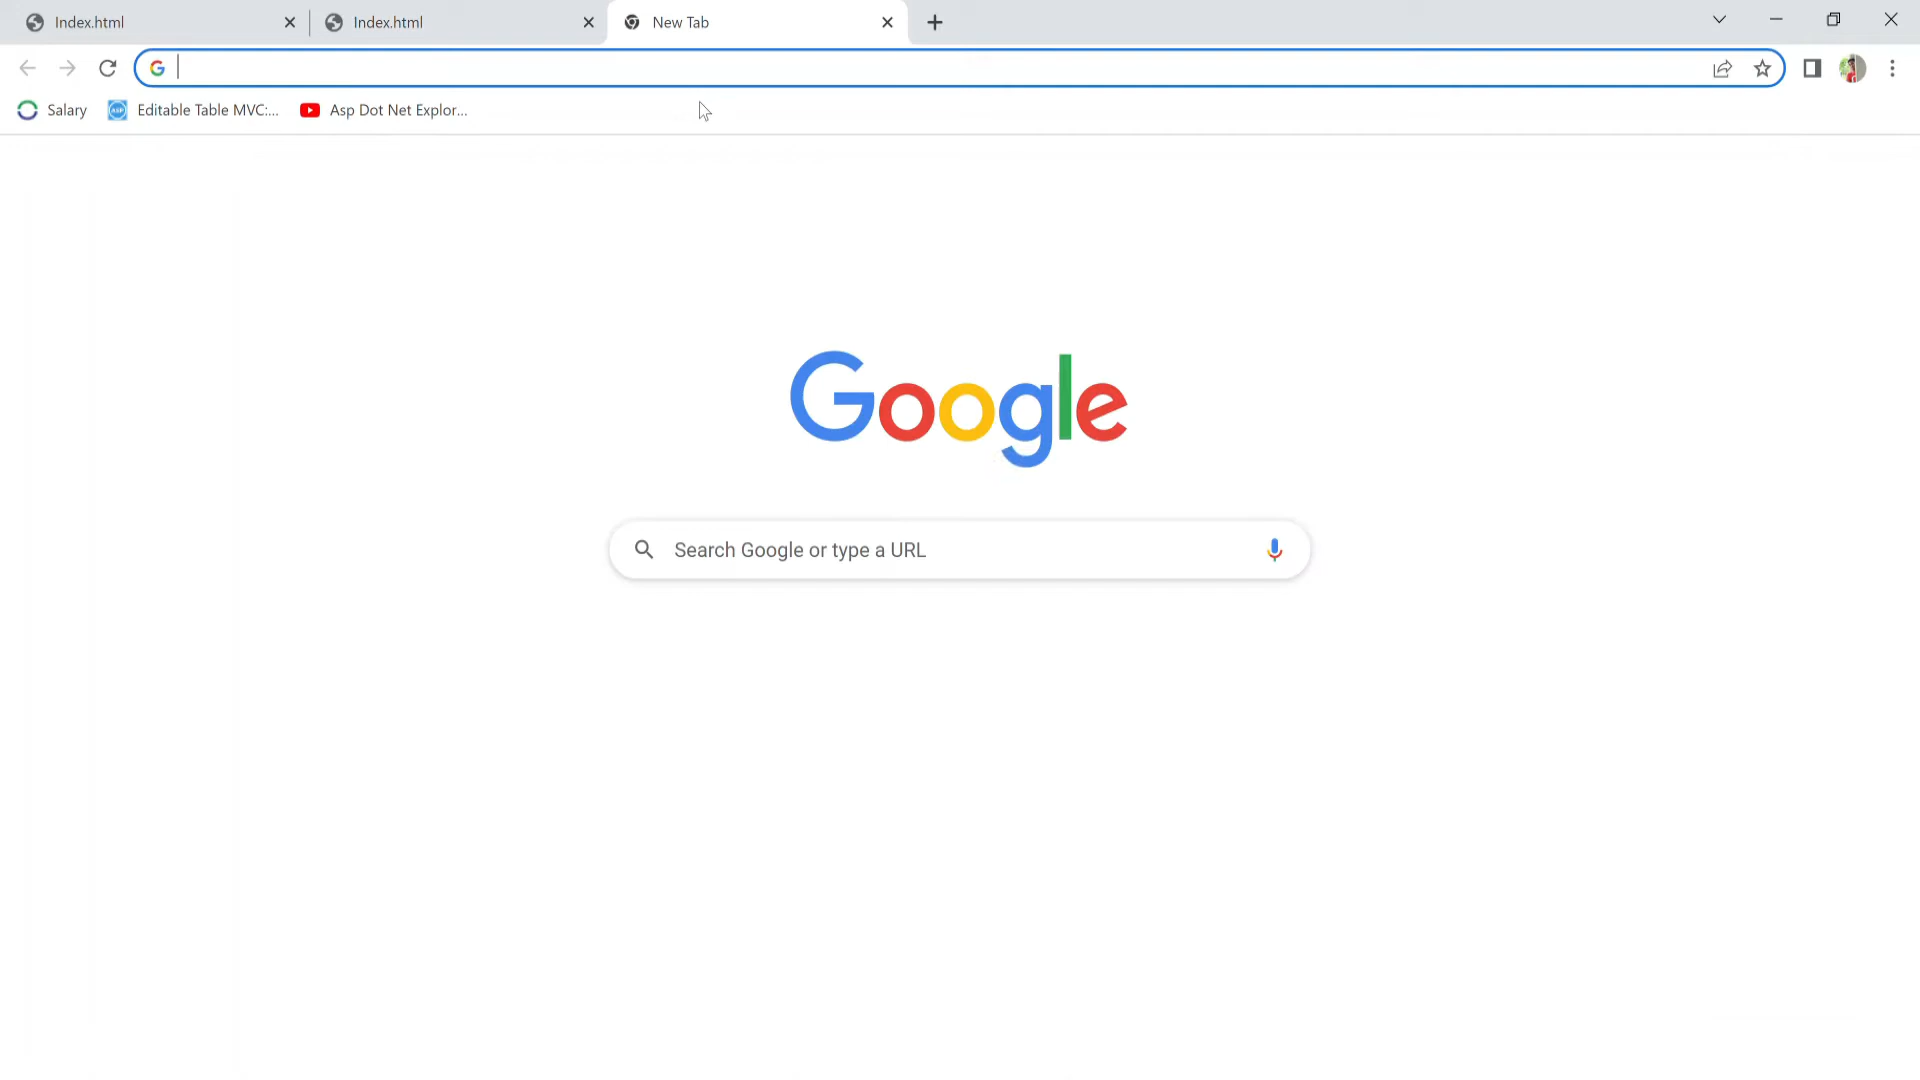 Index.html
Index.html
New Tab
Salary
Editable Table MVC:...
Asp Dot Net Explor...
Google
Search Google or type a URL